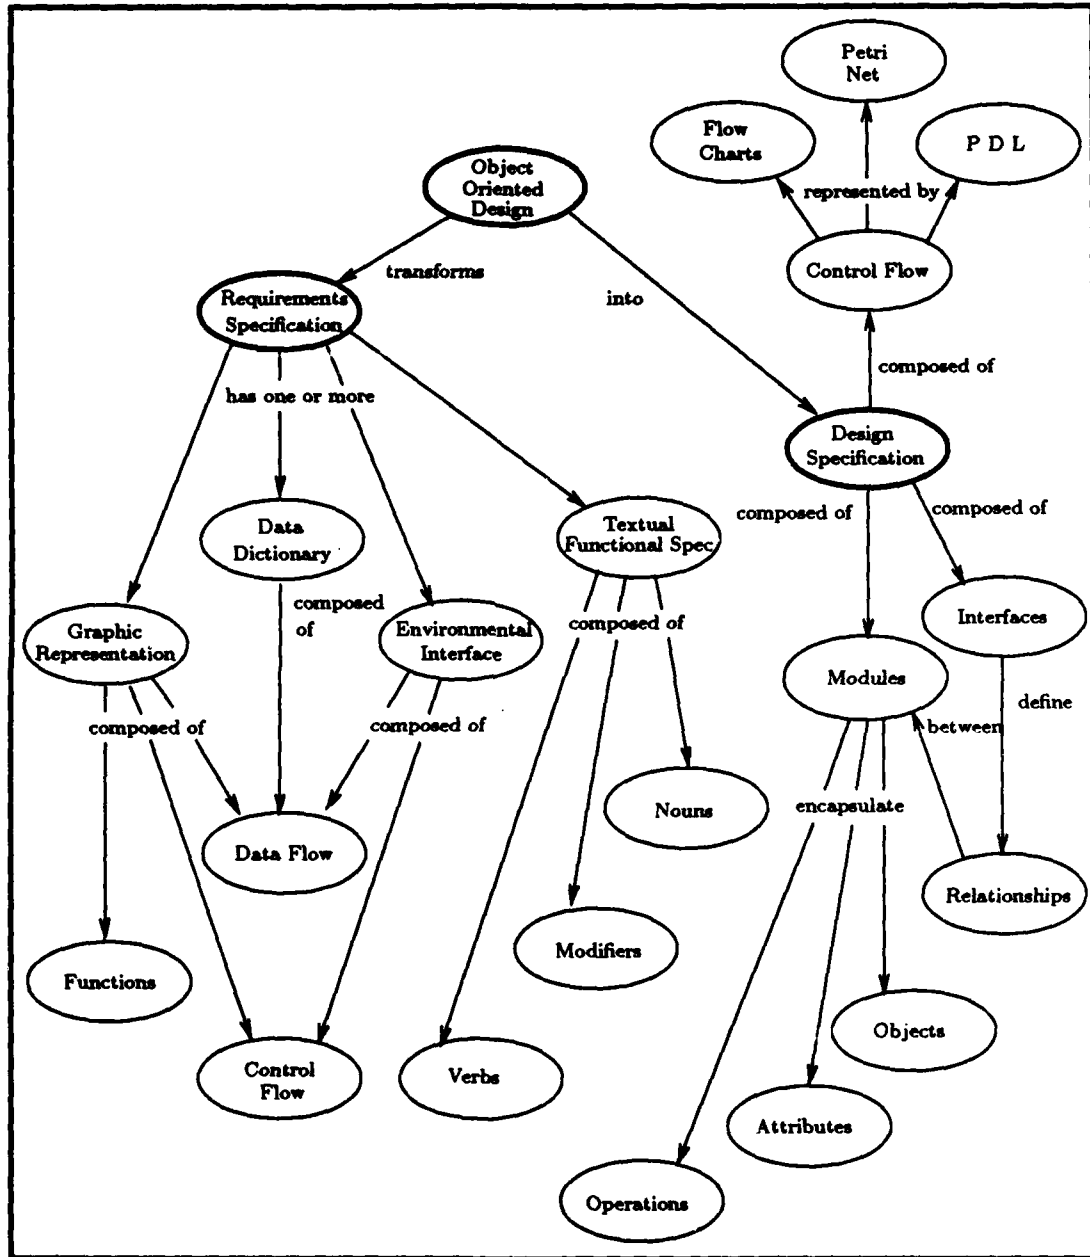 Petri
Net
Flow
Charts
P D L
Object
Oriented
Design
represented by
Control Flow
transforms
into
Requirements
Specification
composed of
has one or more
Design
Specification
composed of
composed of
Data
Dictionary
Textual
Functional Spec
composed
of
Graphic
Representation
Environmental
Interface
composed of
Interfaces
Modules
define
composed of
composed of
between
Nouns
encapsulate
Data Flow
Relationships
Modifiers
Functions
Objects
Control
Flow
Verbs
Attributes
Operations